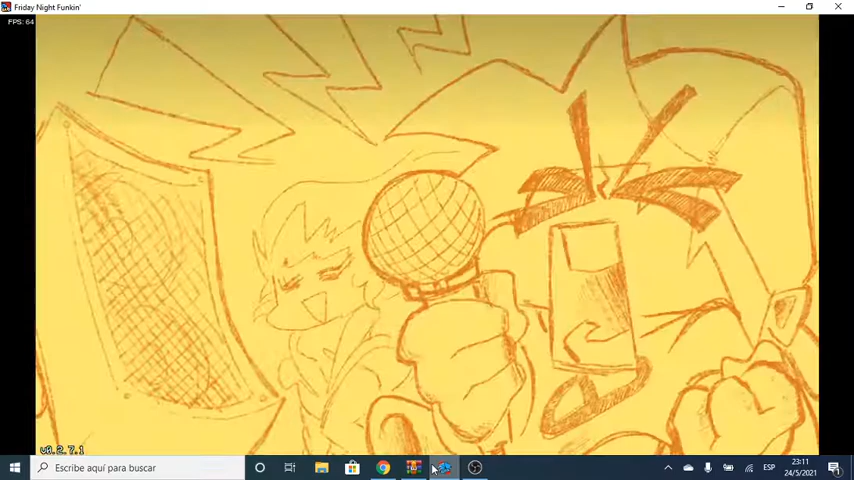 Friday Night Funkin'
FPS: 64
v0.2.7.1
Escribe aquí para buscar
ESP
23:11
24/5/2021
1